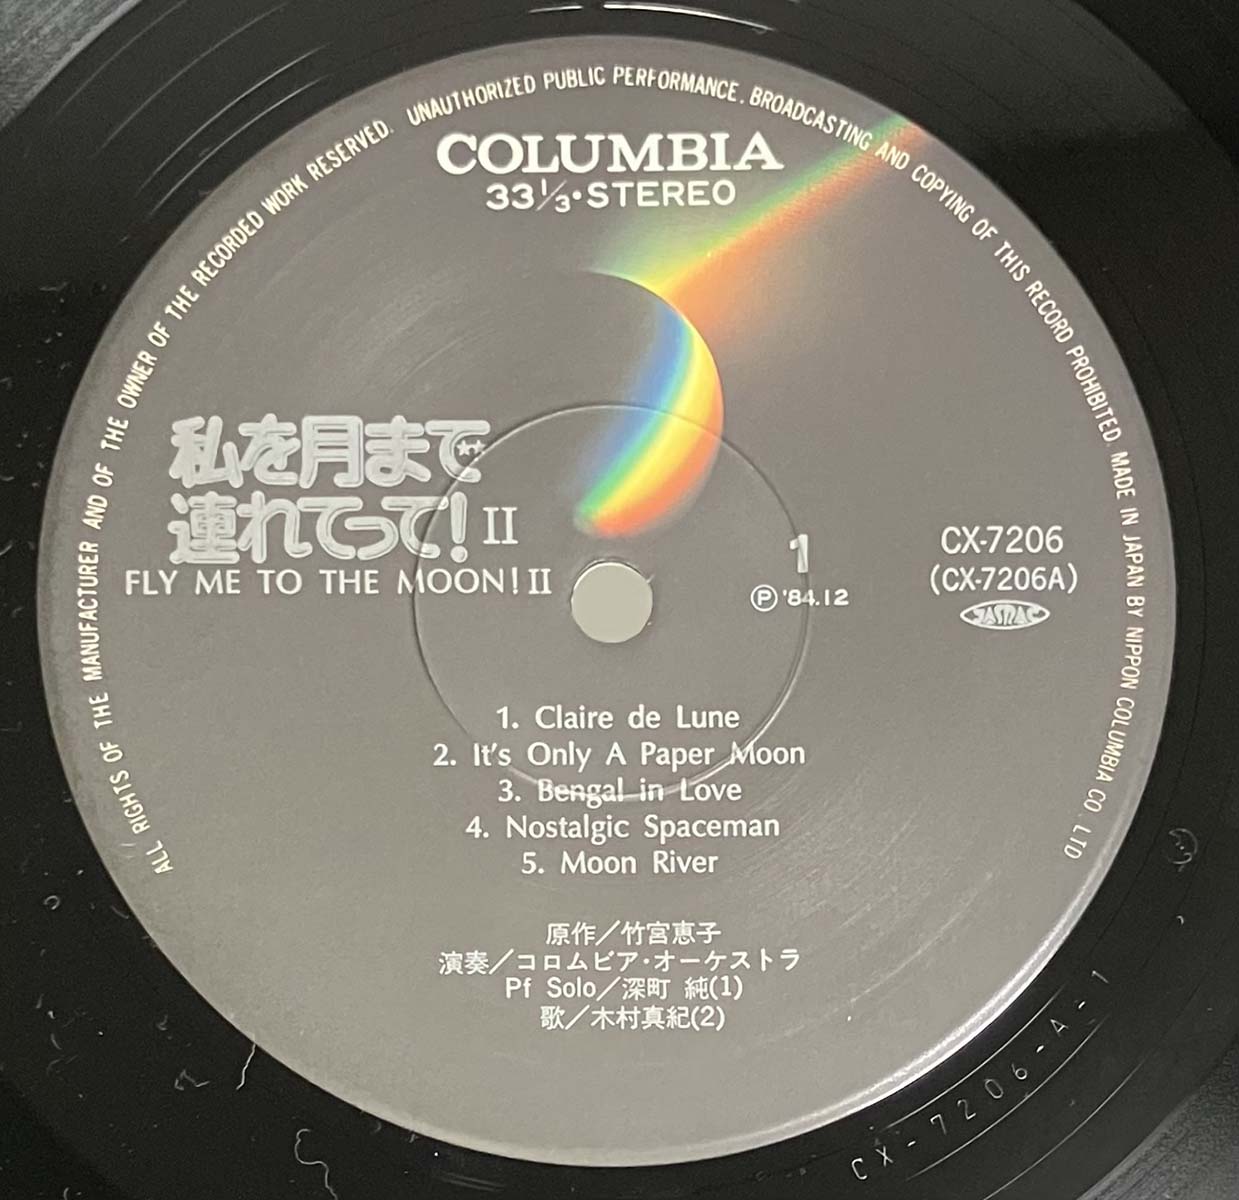 ALL RIGHTS OF THE MANUFACTURER AND OF THE OWNER OF THE RECORDED WORK RESERVED. UNAUTHORIZED PUBLIC PERFORMANCE, BROADCASTING AND COPYING OF THIS RECORD PROHIBITED. MADE IN JAPAN BY NIPPON COLUMBIA CO. LTD
COLUMBIA
33⅓・STEREO
私を月まで
連れてって! II
FLY ME TO THE MOON! II
1
Ⓟ '84.12
CX-7206
(CX-7206A)
JASRAC
1. Claire de Lune
2. It's Only A Paper Moon
3. Bengal in Love
4. Nostalgic Spaceman
5. Moon River
原作／竹宮恵子
演奏／コロムビア・オーケストラ
Pf Solo／深町 純(1)
歌／木村真紀(2)
CX-7206-A-1